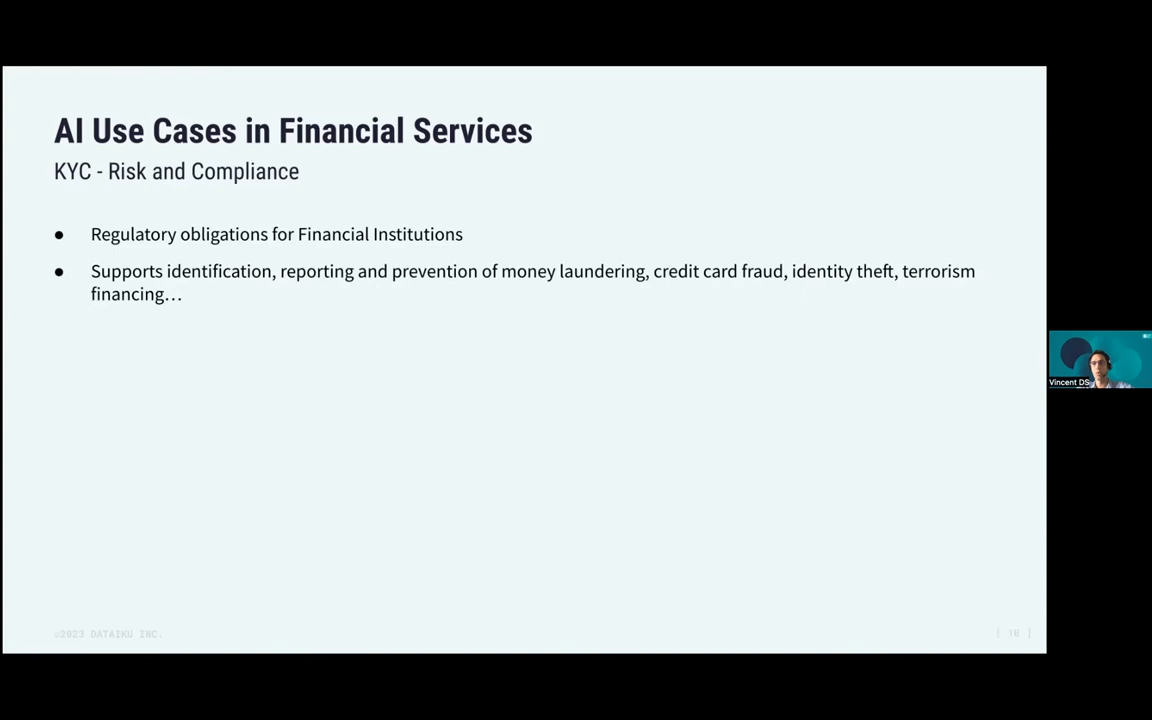 AI Use Cases in Financial Services
KYC - Risk and Compliance
● Regulatory obligations for Financial Institutions
● Supports identification, reporting and prevention of money laundering, credit card fraud, identity theft, terrorism
financing…
Vincent DS
©2023 DATAIKU INC.
[ 16 ]